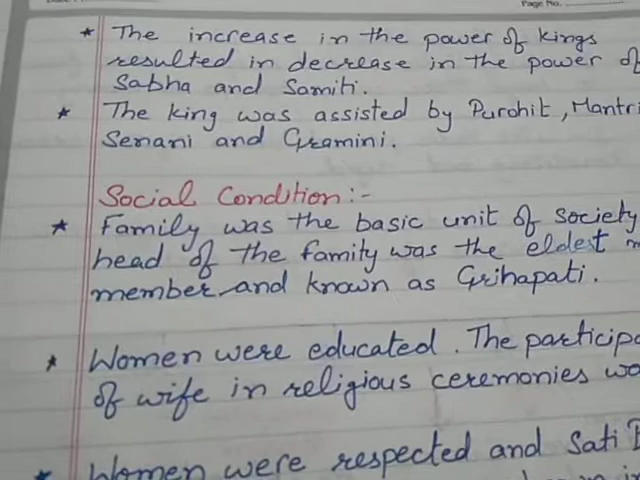 Page No.
* The increase in the power of kings
resulted in decrease in the power of
Sabha and Samiti.
* The king was assisted by Purohit, Mantri
Senani and Gramini.
Social Condition:-
* Family was the basic unit of society
head of the family was the eldest
member and known as Grihapati.
* Women were educated. The
of wife in religious ceremonies
* Women were respected and Sati